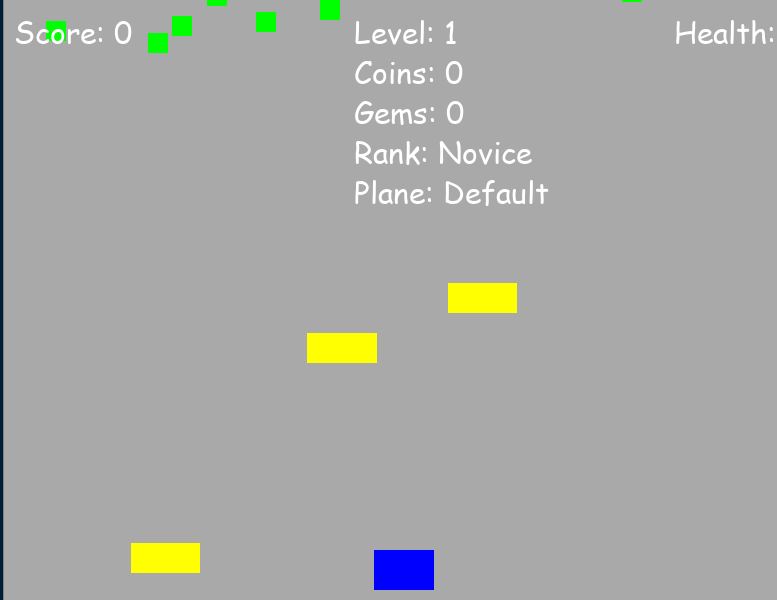 Score: 0
Level: 1
Health:
Coins: 0
Gems: 0
Rank: Novice
Plane: Default